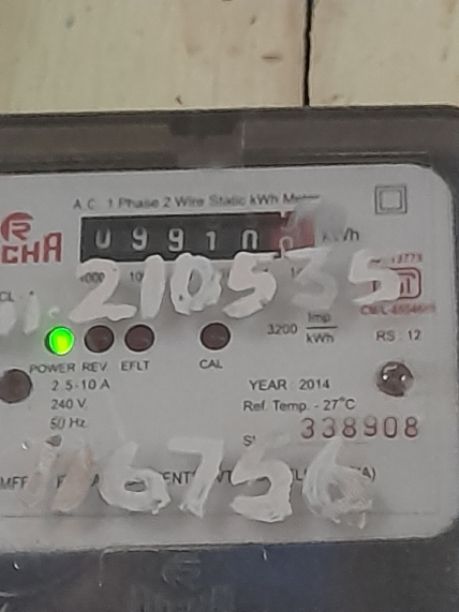 A.C. 1 Phase 2 Wire Static kWh Meter
R
CHA
0 9 9 1 0 kWh
210535
3200 Imp/kWh
RS : 12
POWER REV EFLT CAL
2.5-10 A
240 V
50 Hz
YEAR : 2014
Ref. Temp. - 27°C
338908
6756